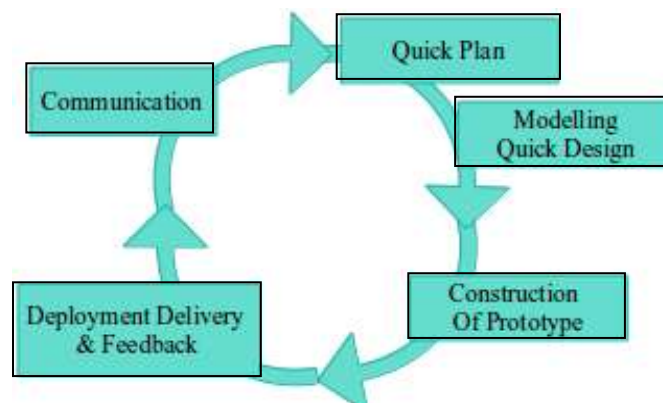 Quick Plan
Communication
Modelling
Quick Design
Construction
Of Prototype
Deployment Delivery
& Feedback